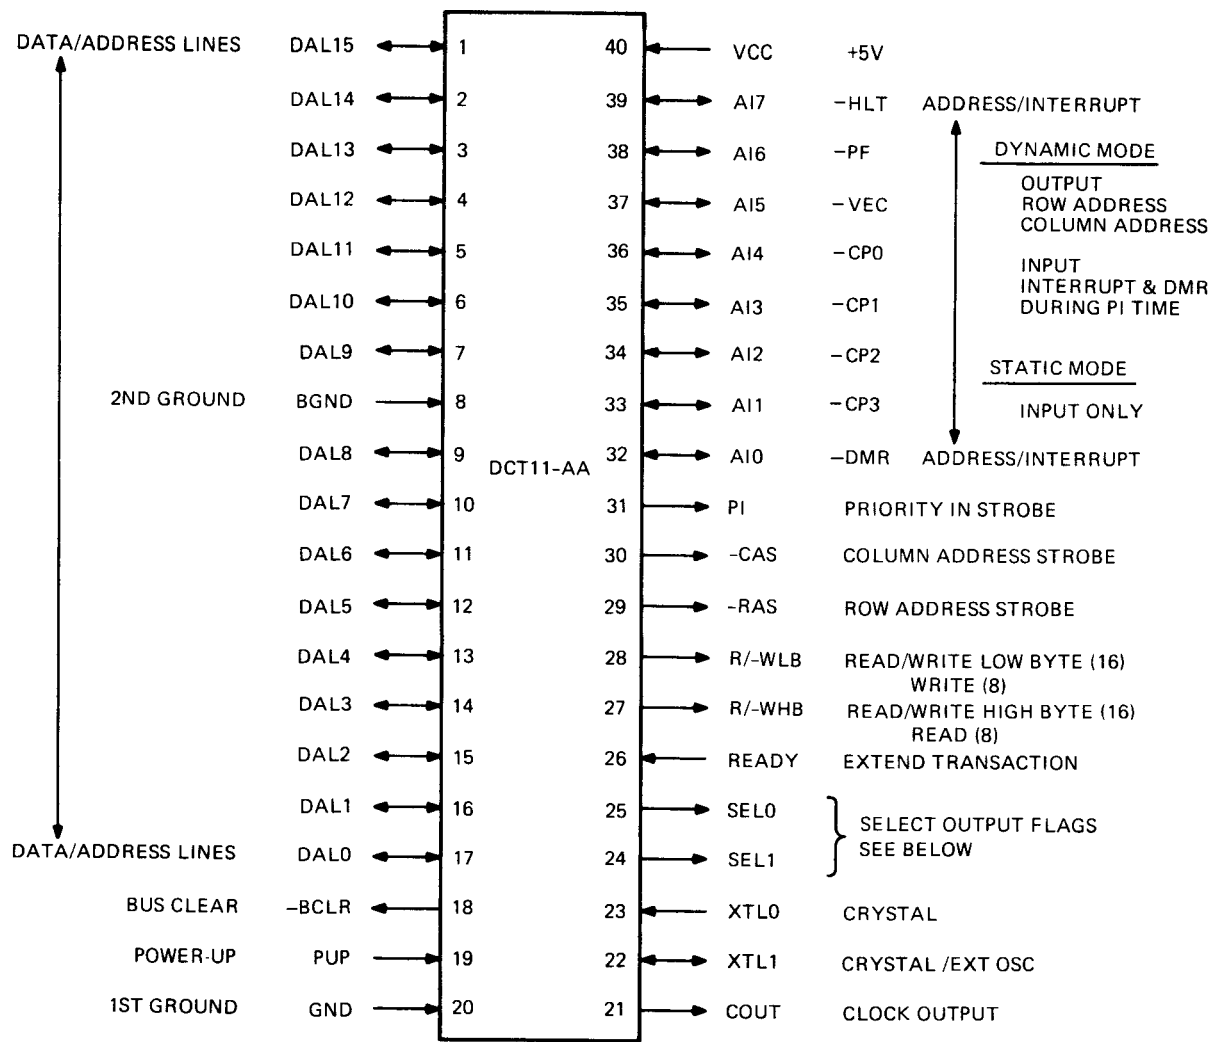 DATA/ADDRESS LINES DAL15 1 40 VCC +5V
DAL14 2 39 AI7 −HLT ADDRESS/INTERRUPT
DAL13 3 38 AI6 −PF DYNAMIC MODE
DAL12 4 37 AI5 −VEC OUTPUT
ROW ADDRESS
COLUMN ADDRESS
DAL11 5 36 AI4 −CP0 INPUT
DAL10 6 35 AI3 −CP1 INTERRUPT & DMR
DURING PI TIME
DAL9 7 34 AI2 −CP2 STATIC MODE
2ND GROUND BGND 8 33 AI1 −CP3 INPUT ONLY
DAL8 9 DCT11-AA 32 AI0 −DMR ADDRESS/INTERRUPT
DAL7 10 31 PI PRIORITY IN STROBE
DAL6 11 30 −CAS COLUMN ADDRESS STROBE
DAL5 12 29 −RAS ROW ADDRESS STROBE
DAL4 13 28 R/−WLB READ/WRITE LOW BYTE (16)
WRITE (8)
DAL3 14 27 R/−WHB READ/WRITE HIGH BYTE (16)
READ (8)
DAL2 15 26 READY EXTEND TRANSACTION
DAL1 16 25 SEL0 SELECT OUTPUT FLAGS
DATA/ADDRESS LINES DAL0 17 24 SEL1 SEE BELOW
BUS CLEAR −BCLR 18 23 XTL0 CRYSTAL
POWER-UP PUP 19 22 XTL1 CRYSTAL /EXT OSC
1ST GROUND GND 20 21 COUT CLOCK OUTPUT